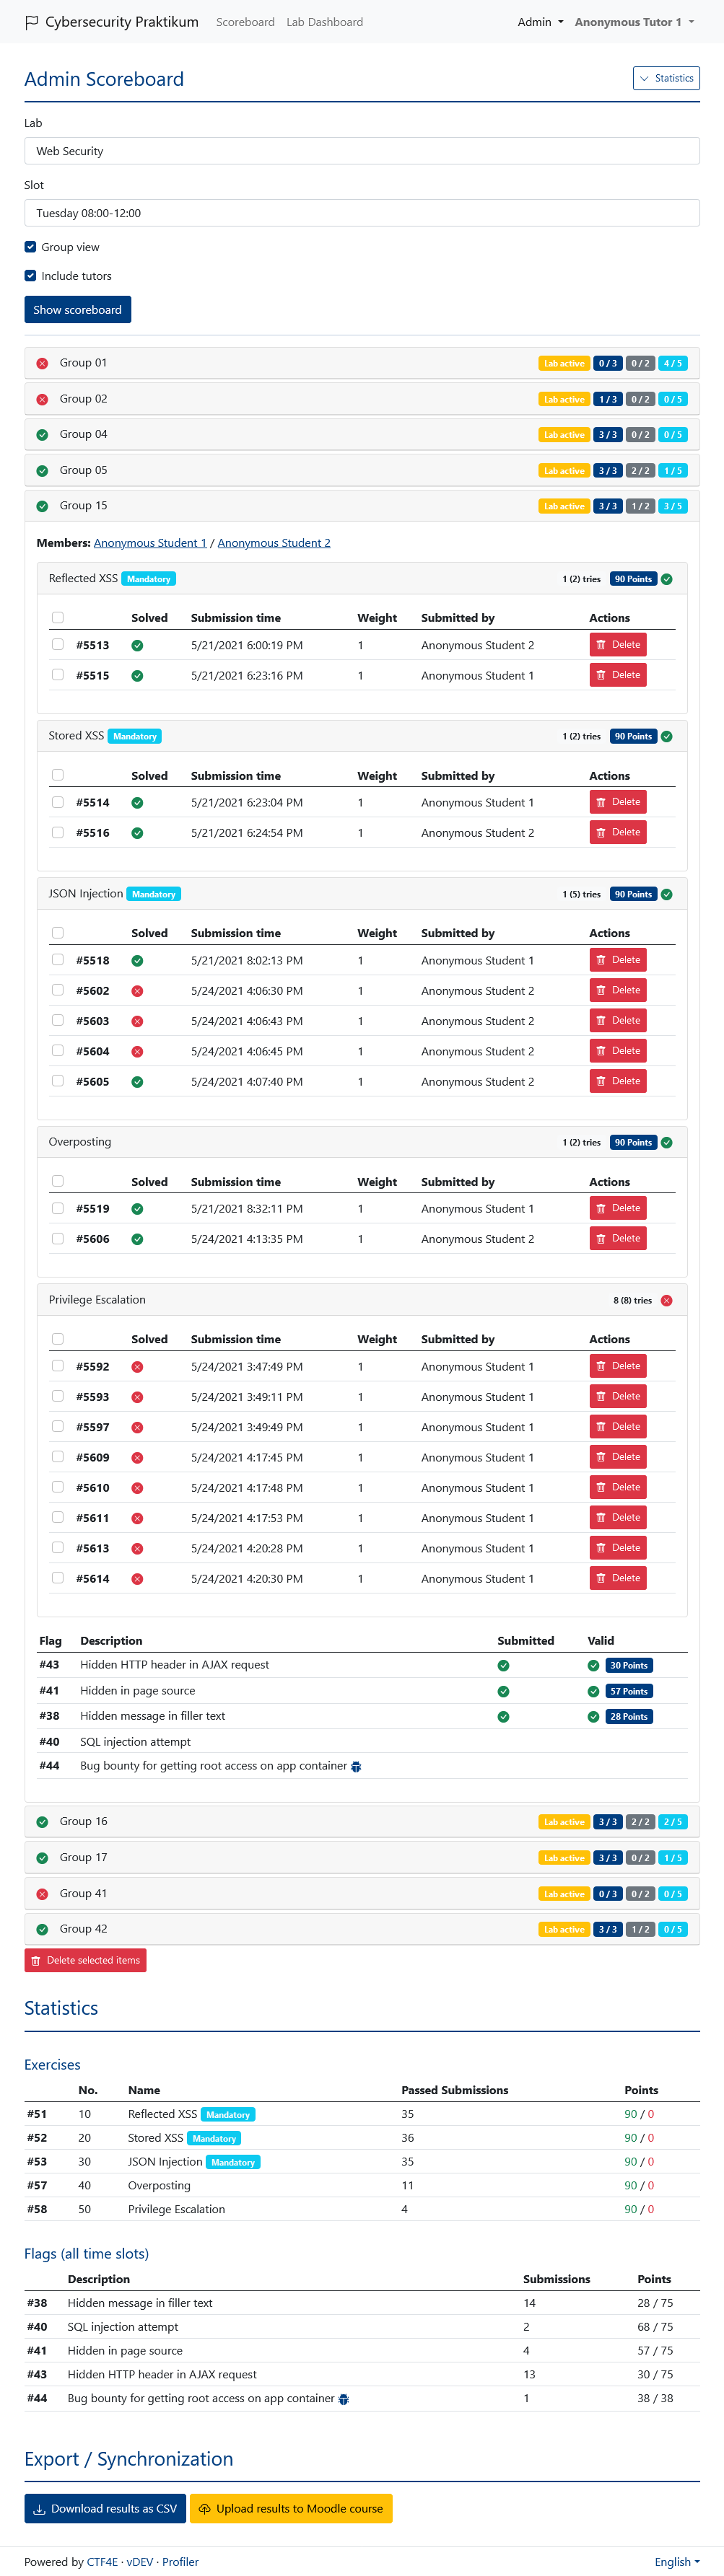 Cybersecurity Praktikum Scoreboard Lab Dashboard Admin Anonymous Tutor 1
Admin Scoreboard Statistics
Lab
Web Security
Slot
Tuesday 08:00-12:00
Group view
Include tutors
Show scoreboard
Group 01 Lab active 0 / 3 0 / 2 4 / 5
Group 02 Lab active 1 / 3 0 / 2 0 / 5
Group 04 Lab active 3 / 3 0 / 2 0 / 5
Group 05 Lab active 3 / 3 2 / 2 1 / 5
Group 15 Lab active 3 / 3 1 / 2 3 / 5
Members: Anonymous Student 1 / Anonymous Student 2
Reflected XSS Mandatory 1 (2) tries 90 Points
Solved Submission time Weight Submitted by Actions
#5513 5/21/2021 6:00:19 PM 1 Anonymous Student 2 Delete
#5515 5/21/2021 6:23:16 PM 1 Anonymous Student 1 Delete
Stored XSS Mandatory 1 (2) tries 90 Points
Solved Submission time Weight Submitted by Actions
#5514 5/21/2021 6:23:04 PM 1 Anonymous Student 1 Delete
#5516 5/21/2021 6:24:54 PM 1 Anonymous Student 2 Delete
JSON Injection Mandatory 1 (5) tries 90 Points
Solved Submission time Weight Submitted by Actions
#5518 5/21/2021 8:02:13 PM 1 Anonymous Student 1 Delete
#5602 5/24/2021 4:06:30 PM 1 Anonymous Student 2 Delete
#5603 5/24/2021 4:06:43 PM 1 Anonymous Student 2 Delete
#5604 5/24/2021 4:06:45 PM 1 Anonymous Student 2 Delete
#5605 5/24/2021 4:07:40 PM 1 Anonymous Student 2 Delete
Overposting 1 (2) tries 90 Points
Solved Submission time Weight Submitted by Actions
#5519 5/21/2021 8:32:11 PM 1 Anonymous Student 1 Delete
#5606 5/24/2021 4:13:35 PM 1 Anonymous Student 2 Delete
Privilege Escalation 8 (8) tries
Solved Submission time Weight Submitted by Actions
#5592 5/24/2021 3:47:49 PM 1 Anonymous Student 1 Delete
#5593 5/24/2021 3:49:11 PM 1 Anonymous Student 1 Delete
#5597 5/24/2021 3:49:49 PM 1 Anonymous Student 1 Delete
#5609 5/24/2021 4:17:45 PM 1 Anonymous Student 1 Delete
#5610 5/24/2021 4:17:48 PM 1 Anonymous Student 1 Delete
#5611 5/24/2021 4:17:53 PM 1 Anonymous Student 1 Delete
#5613 5/24/2021 4:20:28 PM 1 Anonymous Student 1 Delete
#5614 5/24/2021 4:20:30 PM 1 Anonymous Student 1 Delete
Flag Description Submitted Valid
#43 Hidden HTTP header in AJAX request 30 Points
#41 Hidden in page source 57 Points
#38 Hidden message in filler text 28 Points
#40 SQL injection attempt
#44 Bug bounty for getting root access on app container
Group 16 Lab active 3 / 3 2 / 2 2 / 5
Group 17 Lab active 3 / 3 0 / 2 1 / 5
Group 41 Lab active 0 / 3 0 / 2 0 / 5
Group 42 Lab active 3 / 3 1 / 2 0 / 5
Delete selected items
Statistics
Exercises
No. Name Passed Submissions Points
#51 10 Reflected XSS Mandatory 35 90 / 0
#52 20 Stored XSS Mandatory 36 90 / 0
#53 30 JSON Injection Mandatory 35 90 / 0
#57 40 Overposting 11 90 / 0
#58 50 Privilege Escalation 4 90 / 0
Flags (all time slots)
Description Submissions Points
#38 Hidden message in filler text 14 28 / 75
#40 SQL injection attempt 2 68 / 75
#41 Hidden in page source 4 57 / 75
#43 Hidden HTTP header in AJAX request 13 30 / 75
#44 Bug bounty for getting root access on app container 1 38 / 38
Export / Synchronization
Download results as CSV Upload results to Moodle course
Powered by CTF4E · vDEV · Profiler English